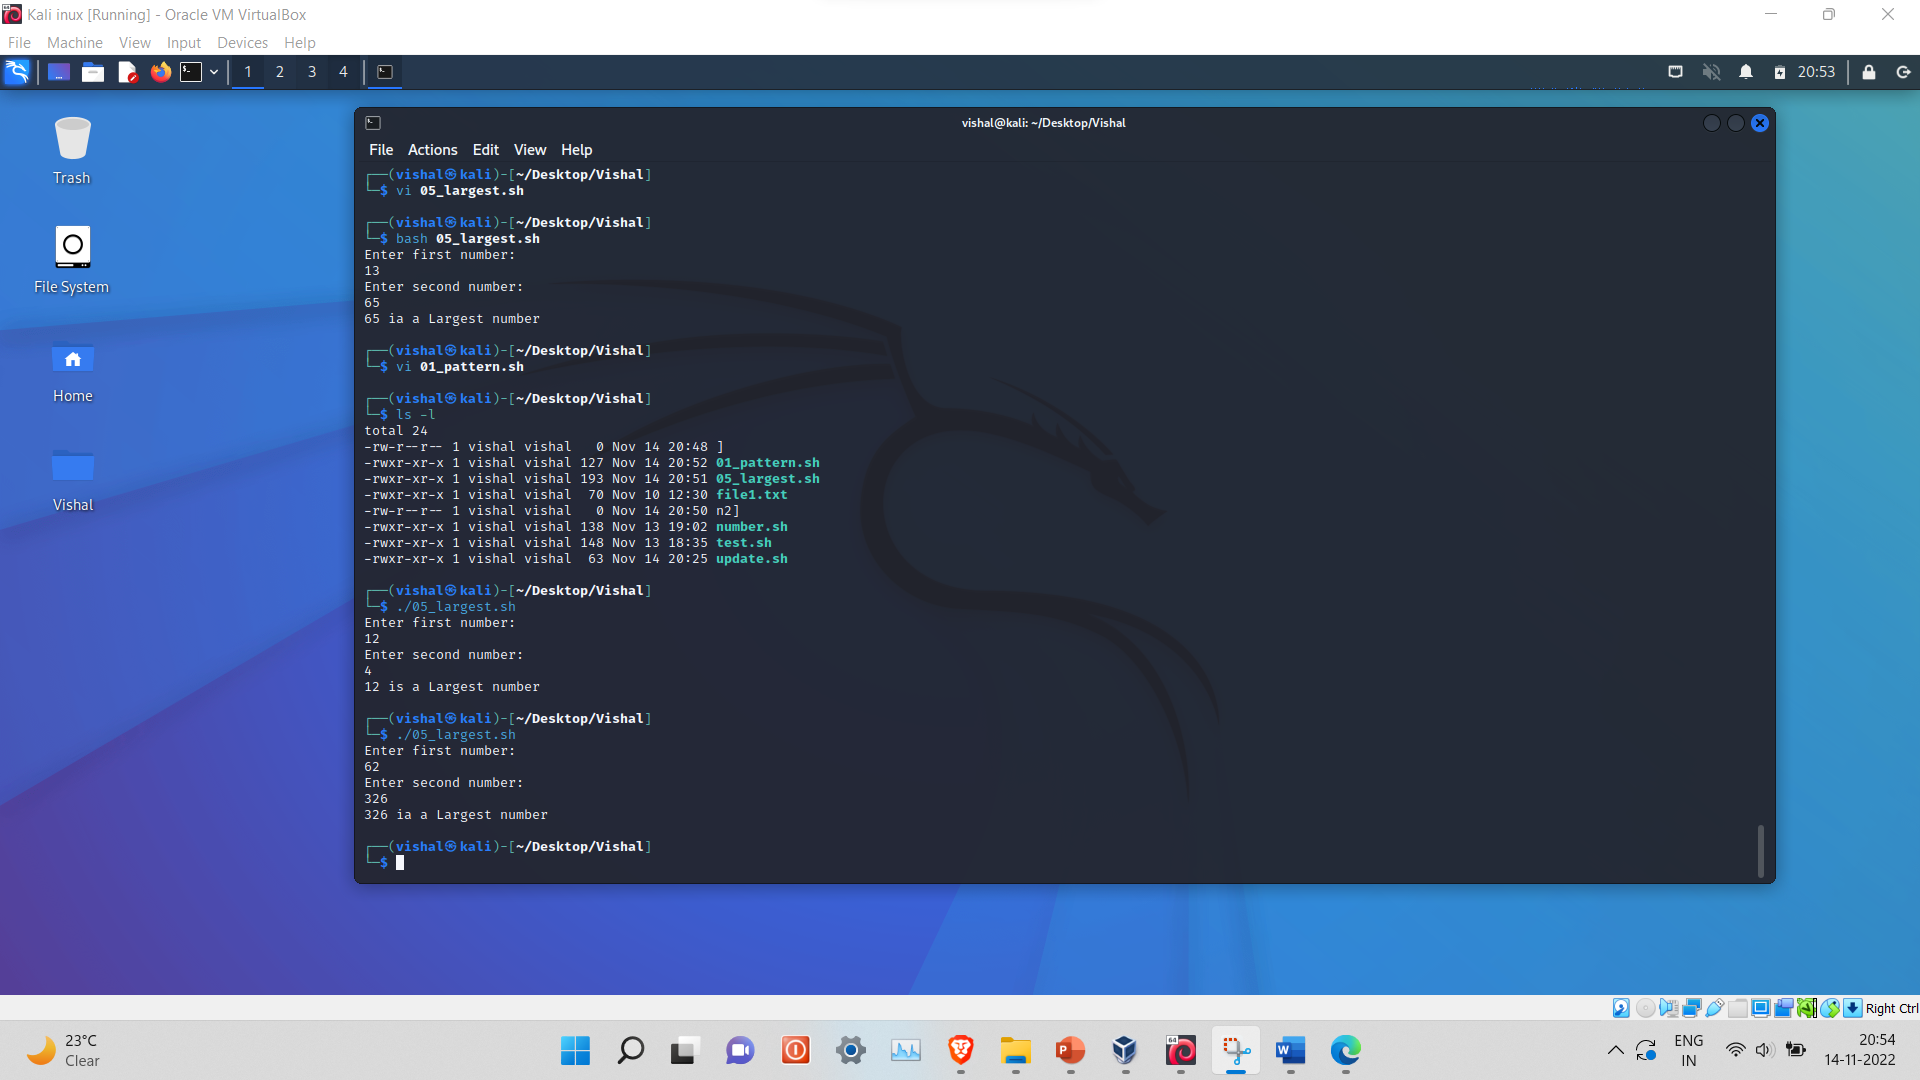 Kali inux [Running] - Oracle VM VirtualBox
File Machine View Input Devices Help
1 2 3 4
20:53
Trash
File System
Home
Vishal
vishal@kali: ~/Desktop/Vishal
File Actions Edit View Help
┌──(vishal㉿kali)-[~/Desktop/Vishal]
└─$ vi 05_largest.sh
┌──(vishal㉿kali)-[~/Desktop/Vishal]
└─$ bash 05_largest.sh
Enter first number:
13
Enter second number:
65
65 ia a Largest number
┌──(vishal㉿kali)-[~/Desktop/Vishal]
└─$ vi 01_pattern.sh
┌──(vishal㉿kali)-[~/Desktop/Vishal]
└─$ ls -l
total 24
-rw-r--r-- 1 vishal vishal   0 Nov 14 20:48 ]
-rwxr-xr-x 1 vishal vishal 127 Nov 14 20:52 01_pattern.sh
-rwxr-xr-x 1 vishal vishal 193 Nov 14 20:51 05_largest.sh
-rwxr-xr-x 1 vishal vishal  70 Nov 10 12:30 file1.txt
-rw-r--r-- 1 vishal vishal   0 Nov 14 20:50 n2]
-rwxr-xr-x 1 vishal vishal 138 Nov 13 19:02 number.sh
-rwxr-xr-x 1 vishal vishal 148 Nov 13 18:35 test.sh
-rwxr-xr-x 1 vishal vishal  63 Nov 14 20:25 update.sh
┌──(vishal㉿kali)-[~/Desktop/Vishal]
└─$ ./05_largest.sh
Enter first number:
12
Enter second number:
4
12 is a Largest number
┌──(vishal㉿kali)-[~/Desktop/Vishal]
└─$ ./05_largest.sh
Enter first number:
62
Enter second number:
326
326 ia a Largest number
┌──(vishal㉿kali)-[~/Desktop/Vishal]
└─$
Right Ctrl
23°C
Clear
64
P
W
ENG
IN
20:54
14-11-2022